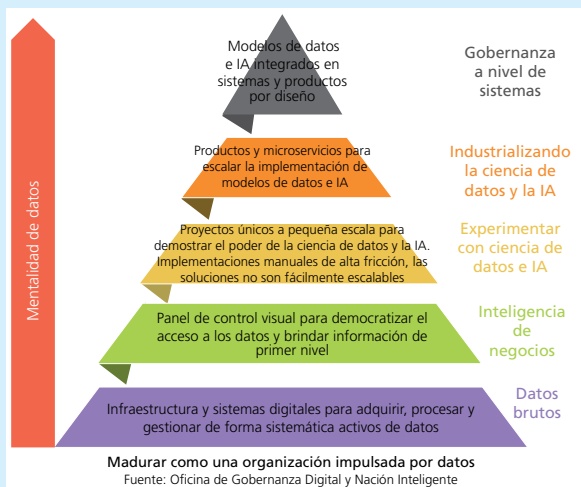 Mentalidad de datos
Modelos de datos
e IA integrados en
sistemas y productos
por diseño
Gobernanza
a nivel de
sistemas
Productos y microservicios para
escalar la implementación de
modelos de datos e IA
Industrializando
la ciencia de
datos y la IA
Proyectos únicos a pequeña escala para
demostrar el poder de la ciencia de datos y la IA.
Implementaciones manuales de alta fricción, las
soluciones no son fácilmente escalables
Experimentar
con ciencia de
datos e IA
Panel de control visual para democratizar el
acceso a los datos y brindar información de
primer nivel
Inteligencia
de
negocios
Infraestructura y sistemas digitales para adquirir, procesar y
gestionar de forma sistemática activos de datos
Datos
brutos
Madurar como una organización impulsada por datos
Fuente: Oficina de Gobernanza Digital y Nación Inteligente